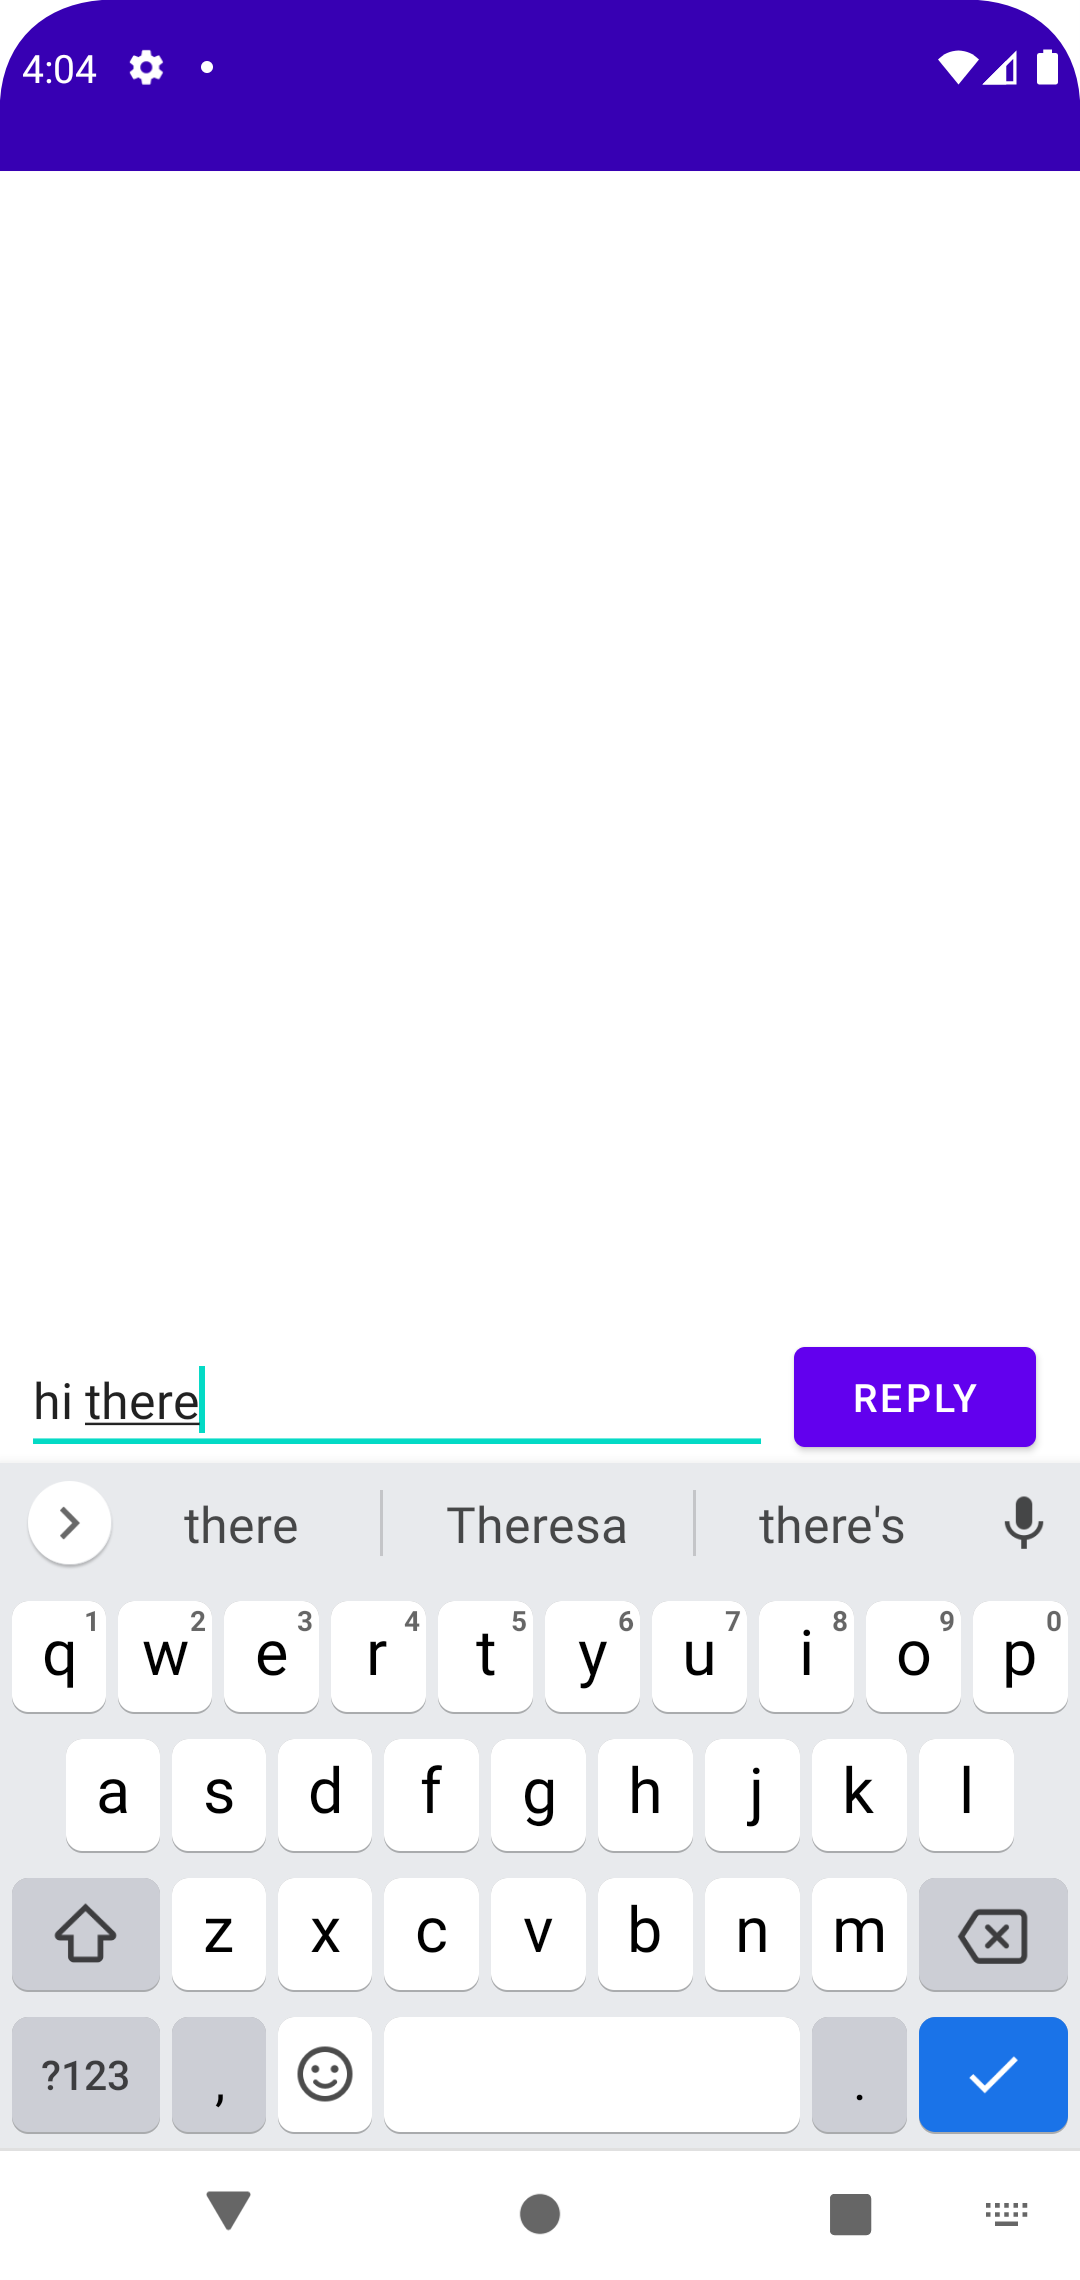 4:04
hi there
REPLY
there Theresa there's
q 1 w 2 e 3 r 4 t 5 y 6 u 7 i 8 o 9 p 0
a s d f g h j k l
z x c v b n m
?123 , .